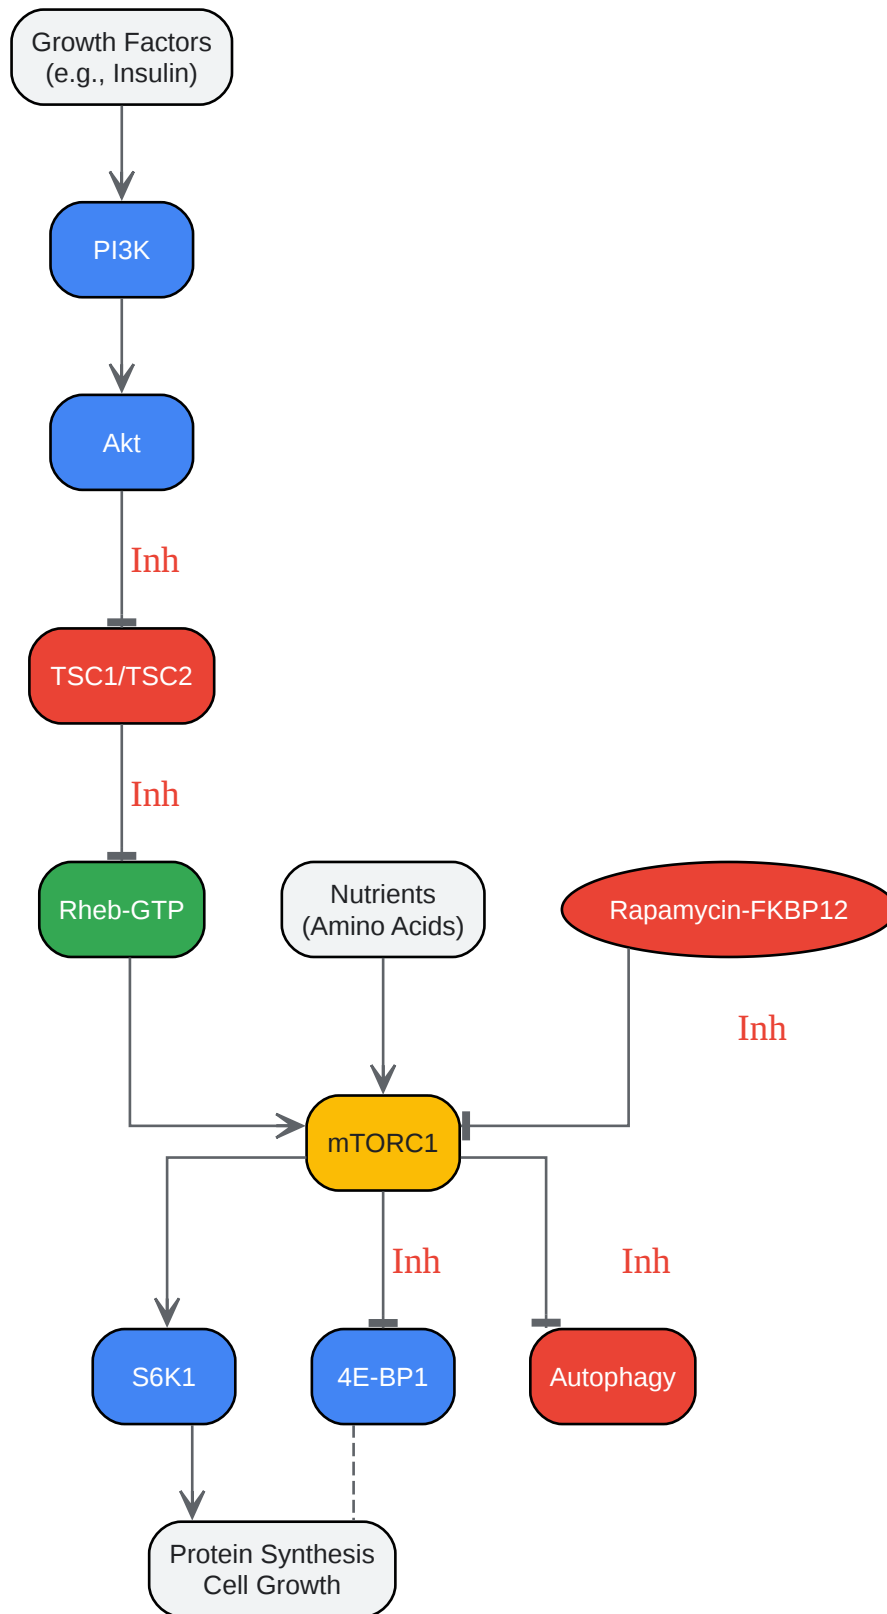 Growth Factors
(e.g., Insulin)
PI3K
Akt
Inh
TSC1/TSC2
Inh
Rheb-GTP
Nutrients
(Amino Acids)
Rapamycin-FKBP12
Inh
mTORC1
Inh
Inh
S6K1
4E-BP1
Autophagy
Protein Synthesis
Cell Growth